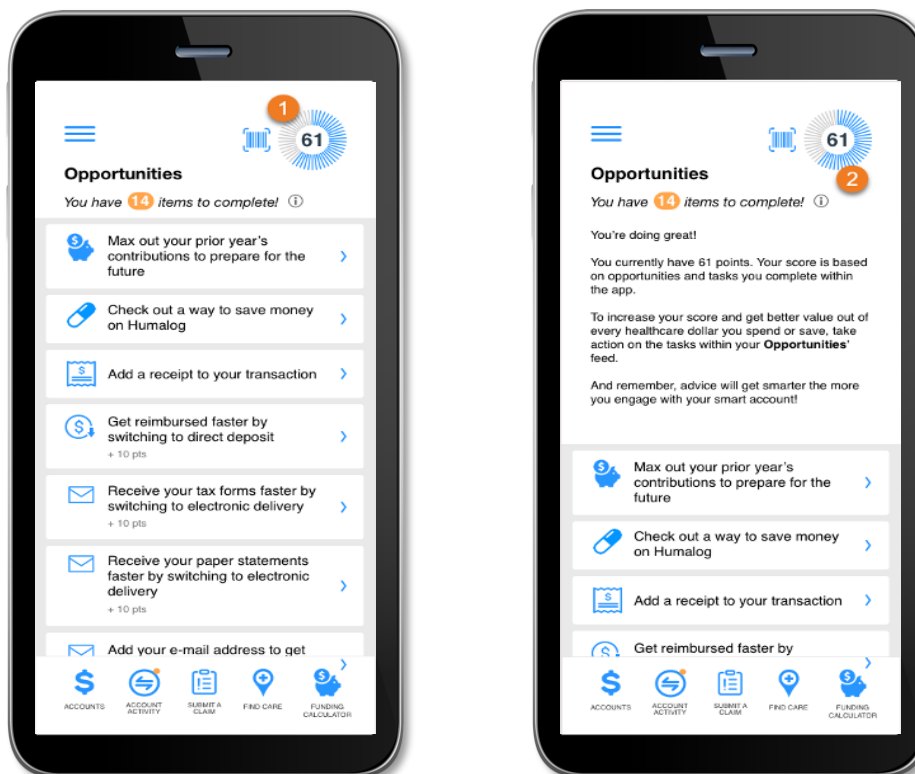 1
61
Opportunities
You have 14 items to complete!
Max out your prior year's
contributions to prepare for the
future
Check out a way to save money
on Humalog
Add a receipt to your transaction
Get reimbursed faster by
switching to direct deposit
+ 10 pts
Receive your tax forms faster by
switching to electronic delivery
+ 10 pts
Receive your paper statements
faster by switching to electronic
delivery
+ 10 pts
Add your e-mail address to get
ACCOUNTS
ACCOUNT
ACTIVITY
SUBMIT A
CLAIM
FIND CARE
FUNDING
CALCULATOR
61
2
Opportunities
You have 14 items to complete!
You're doing great!
You currently have 61 points. Your score is based
on opportunities and tasks you complete within
the app.
To increase your score and get better value out of
every healthcare dollar you spend or save, take
action on the tasks within your Opportunities'
feed.
And remember, advice will get smarter the more
you engage with your smart account!
Max out your prior year's
contributions to prepare for the
future
Check out a way to save money
on Humalog
Add a receipt to your transaction
Get reimbursed faster by
ACCOUNTS
ACCOUNT
ACTIVITY
SUBMIT A
CLAIM
FIND CARE
FUNDING
CALCULATOR